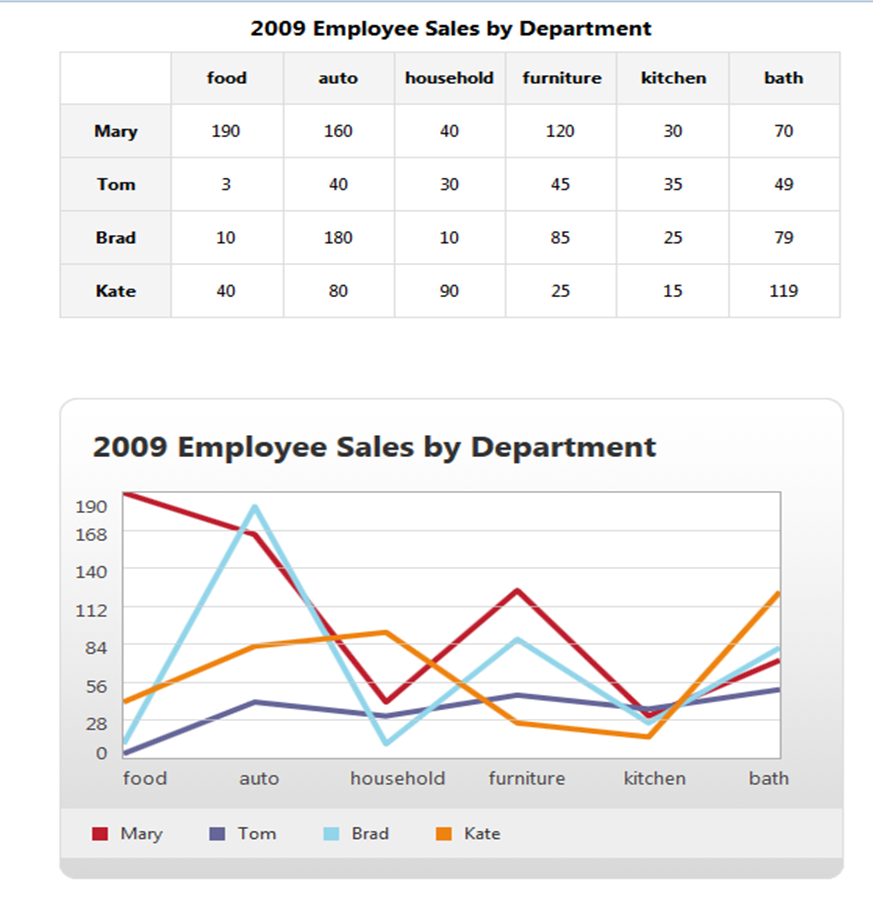 2009 Employee Sales by Department
food auto household furniture kitchen bath
Mary 190 160 40 120 30 70
Tom 3 40 30 45 35 49
Brad 10 180 10 85 25 79
Kate 40 80 90 25 15 119
2009 Employee Sales by Department
190
168
140
112
84
56
28
0
food auto household furniture kitchen bath
Mary Tom Brad Kate